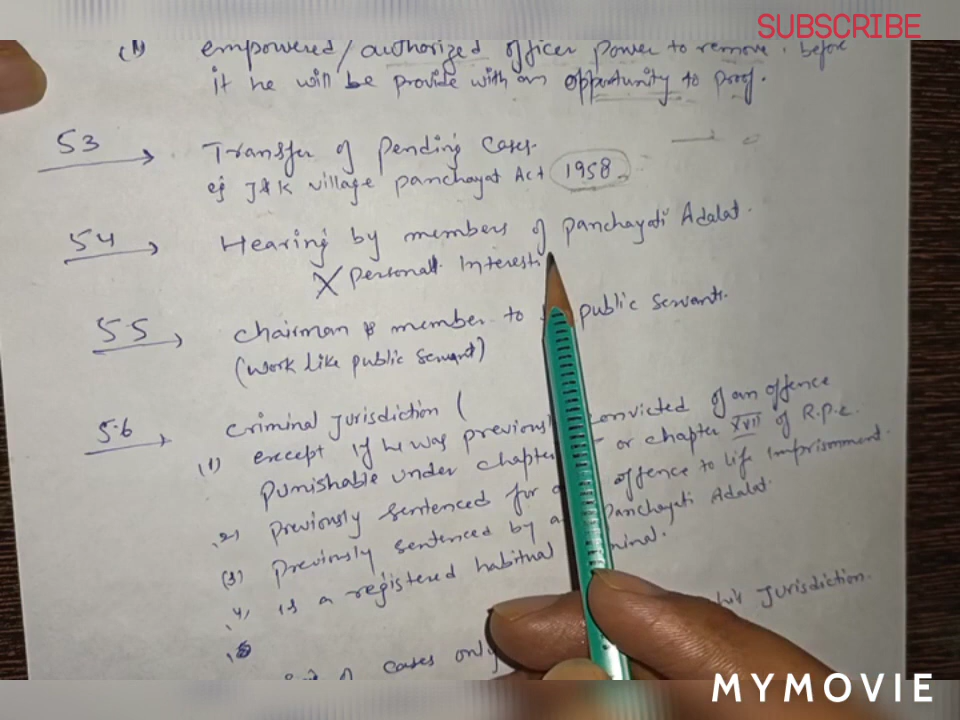 SUBSCRIBE
(1) empowered/authorized officer power to remove, before
it he will be provide with an opportunity to proof.
53 Transfer of pending cases.
eg J&K village panchayat Act 1958.
54 Hearing by members of panchayati Adalat.
X personal interest.
55 chairman & member to public servants.
(work like public servant)
56 criminal jurisdiction (
(1) except if he was previously convicted of an offence
punishable under chapter or chapter XVII of R.P.C.
(2) previously sentenced for offence to life imprisonment.
(3) previously sentenced by a panchayati Adalat.
4, is a registered habitual
5
of cases only jurisdiction.
MYMOVIE